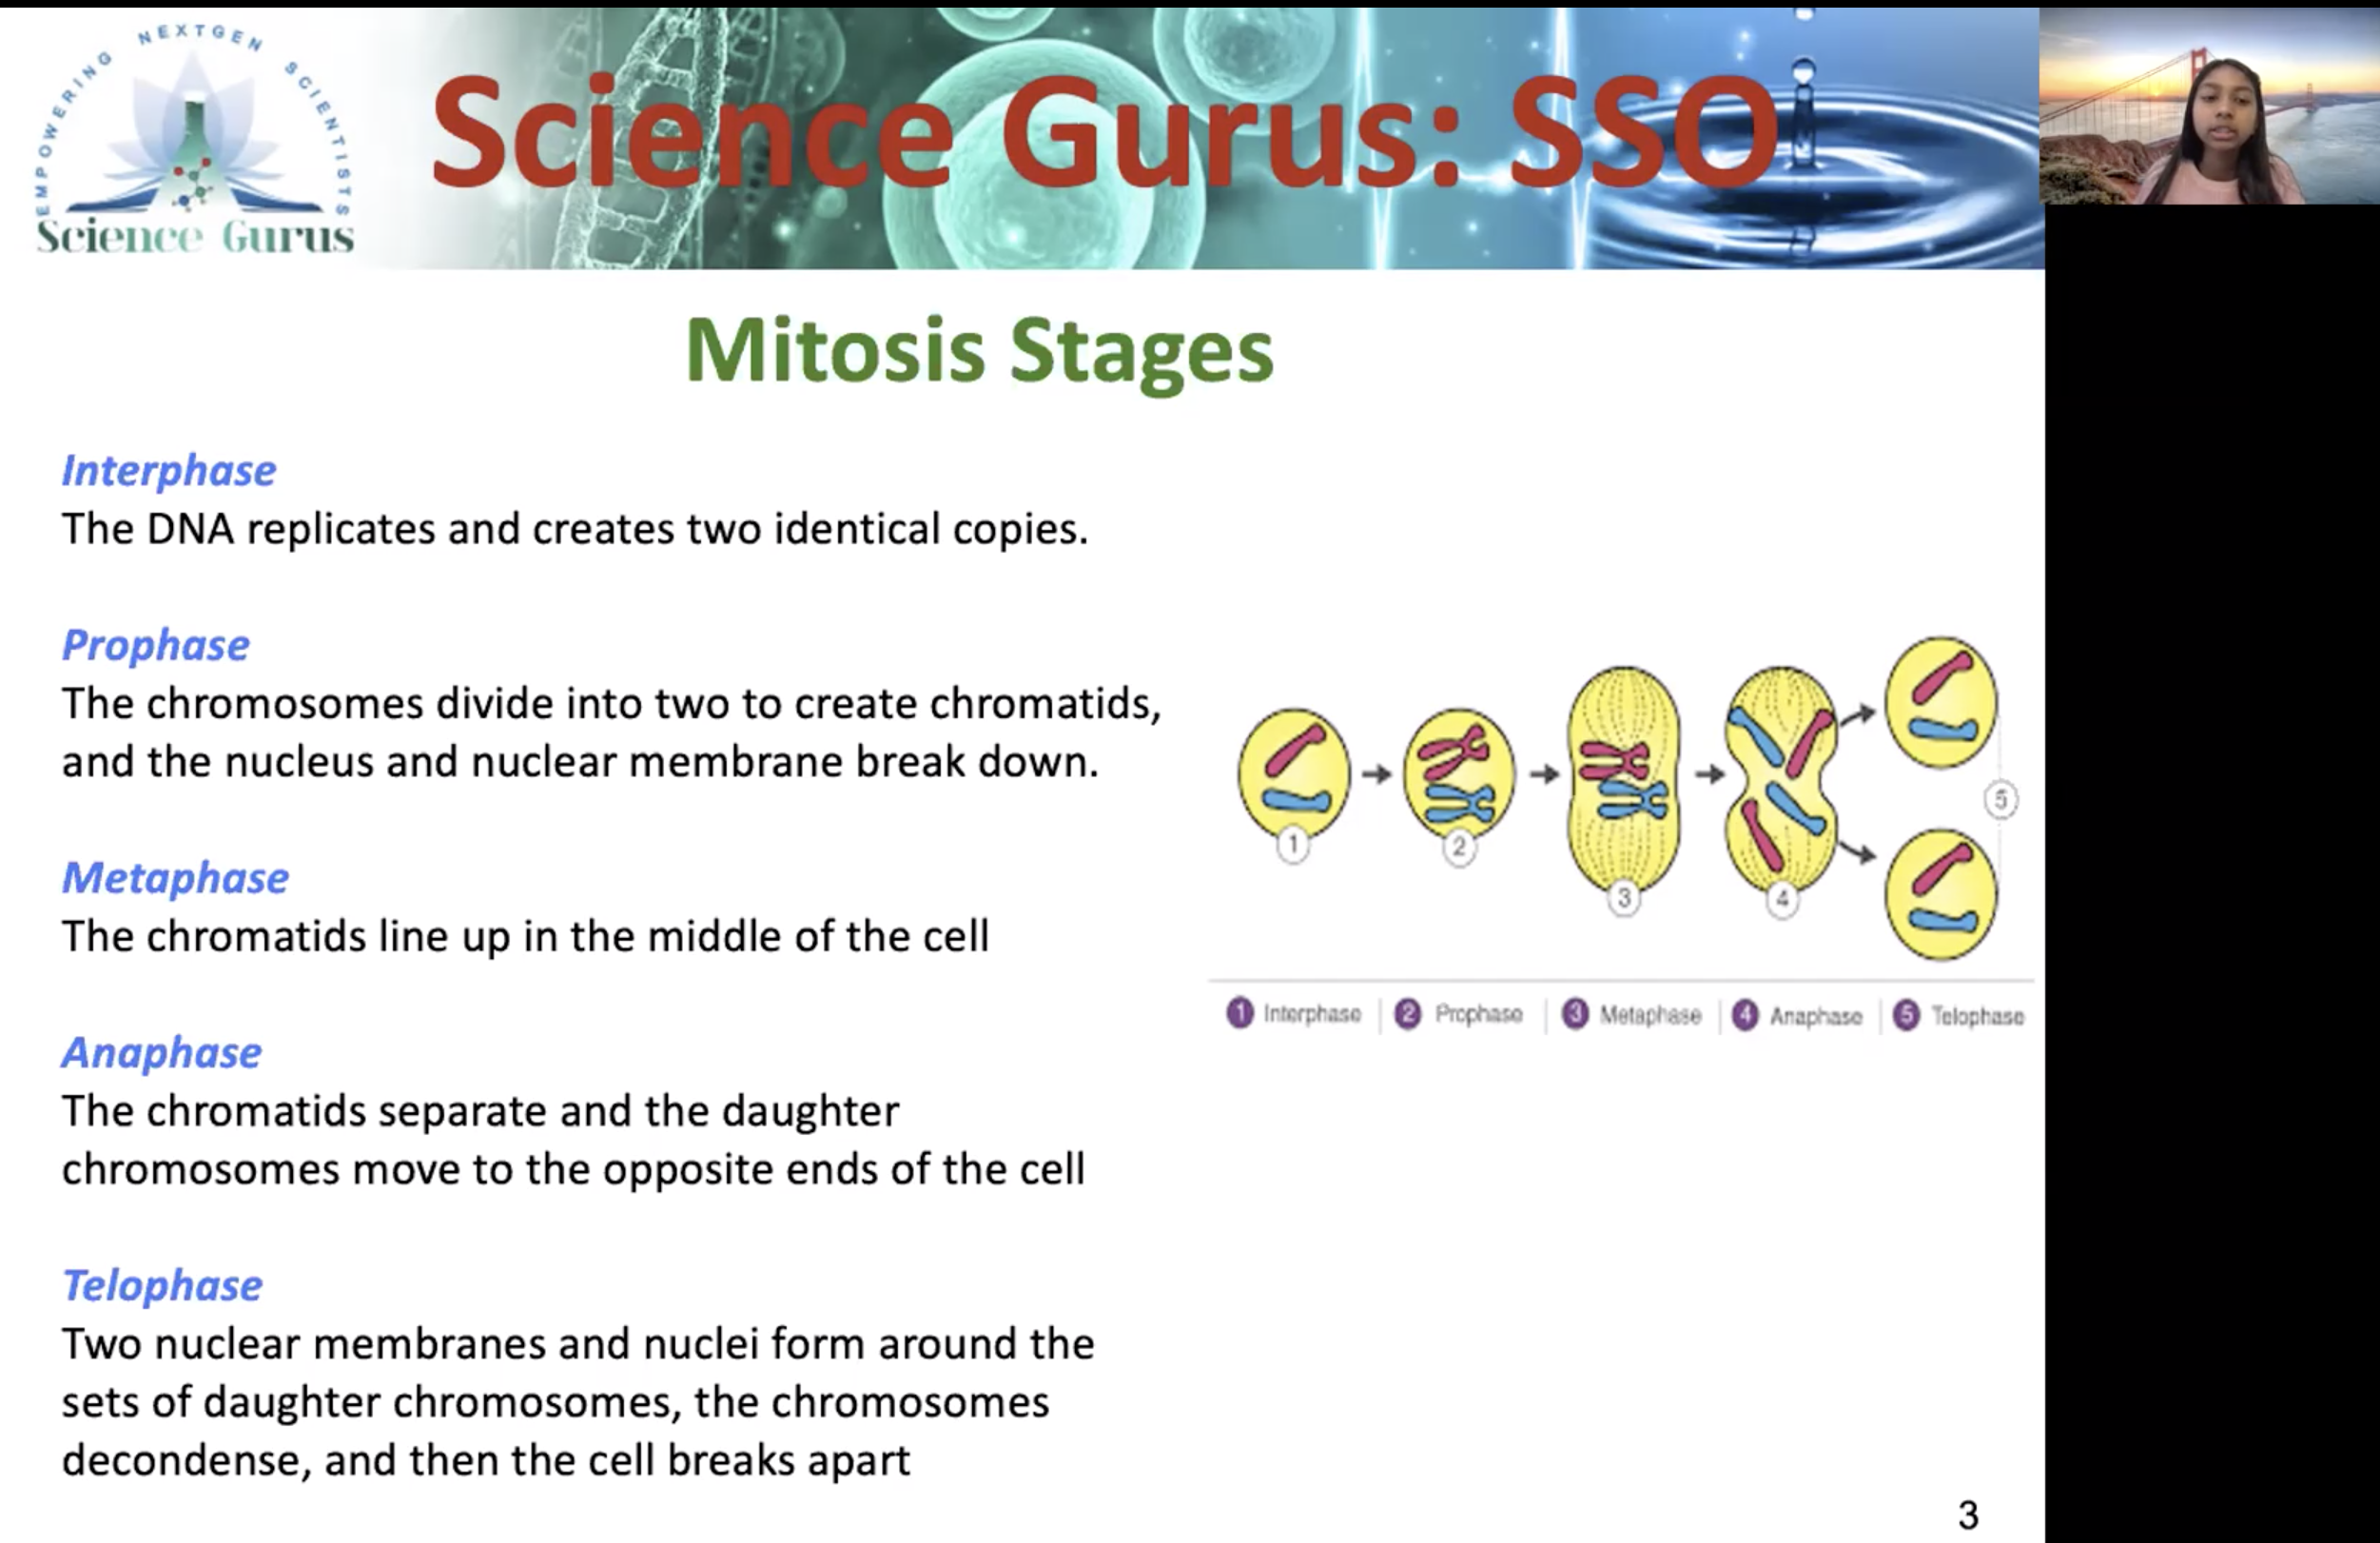 EMPOWERING NEXTGEN SCIENTISTS
Science Gurus
Science Gurus: SSO
Mitosis Stages
Interphase
The DNA replicates and creates two identical copies.
Prophase
The chromosomes divide into two to create chromatids,
and the nucleus and nuclear membrane break down.
Metaphase
The chromatids line up in the middle of the cell
Anaphase
The chromatids separate and the daughter
chromosomes move to the opposite ends of the cell
Telophase
Two nuclear membranes and nuclei form around the
sets of daughter chromosomes, the chromosomes
decondense, and then the cell breaks apart
1
2
3
4
5
1 Interphase 2 Prophase 3 Metaphase 4 Anaphase 5 Telophase
3